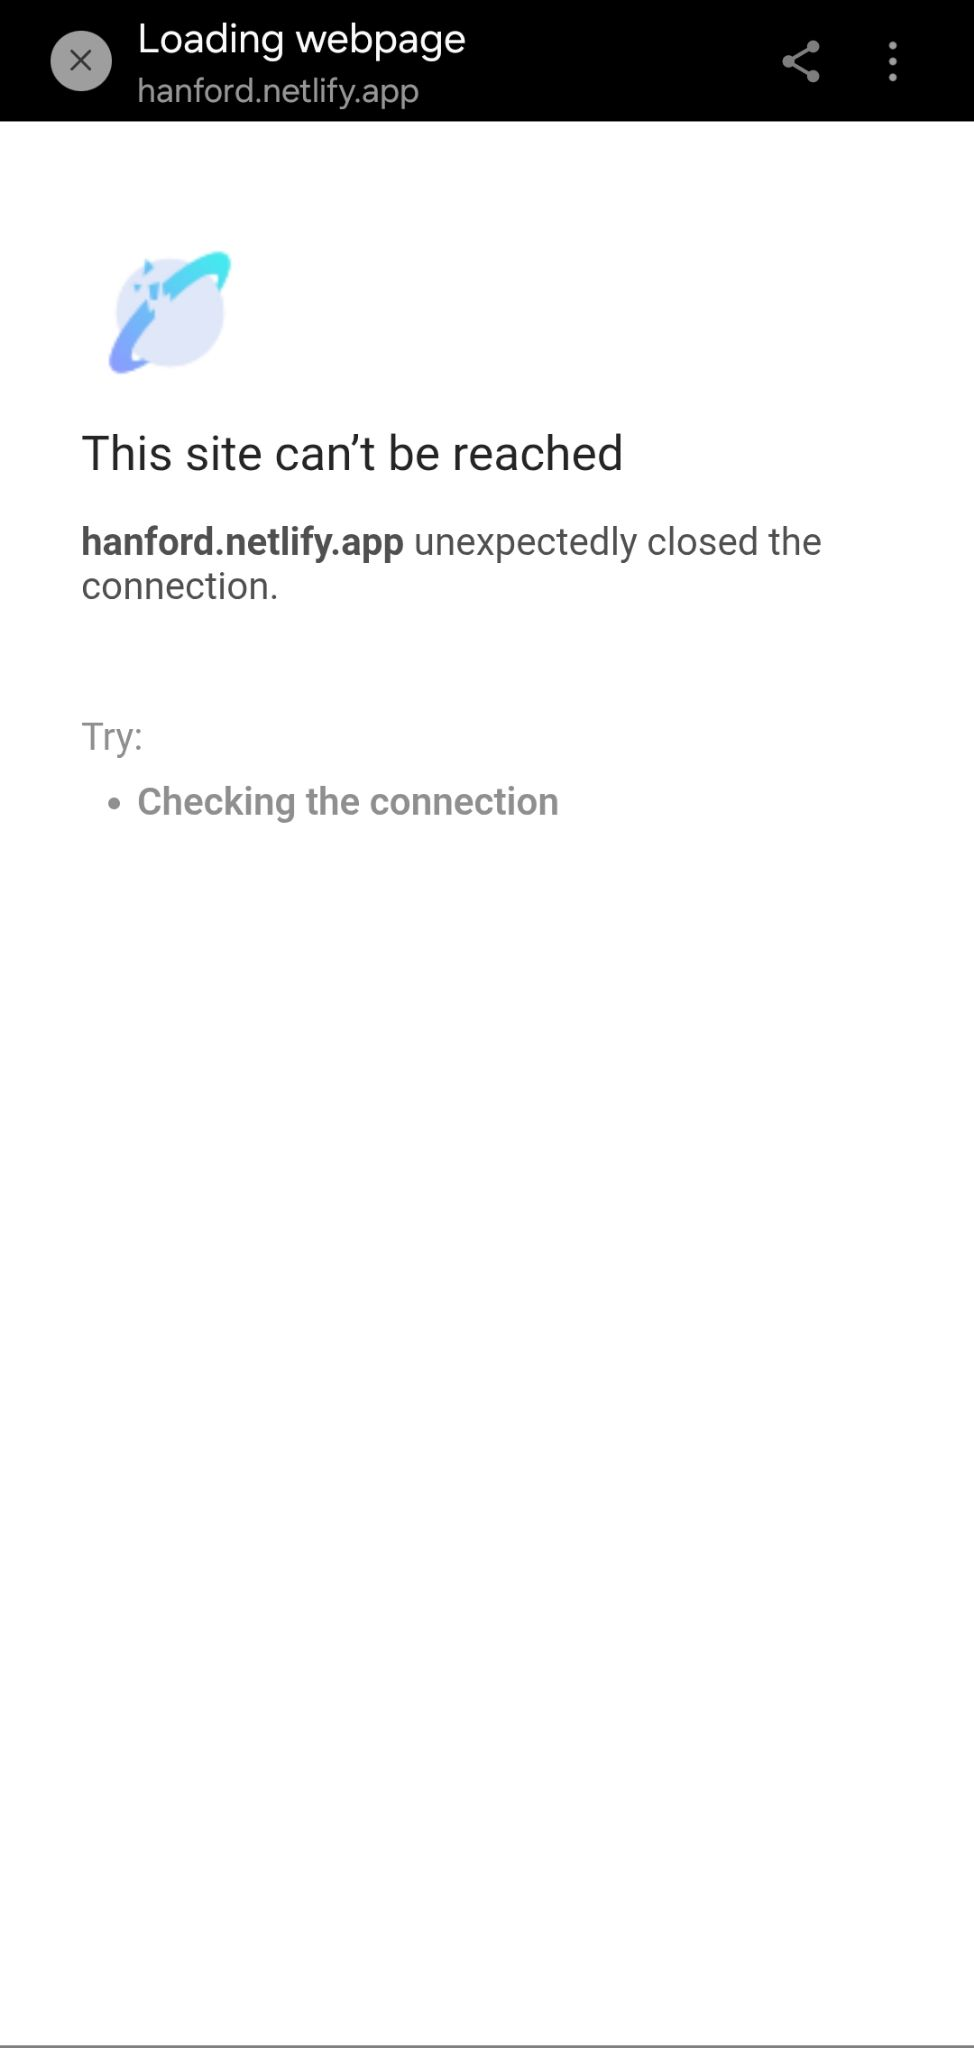 Loading webpage
hanford.netlify.app
This site can’t be reached
hanford.netlify.app unexpectedly closed the
connection.
Try:
• Checking the connection